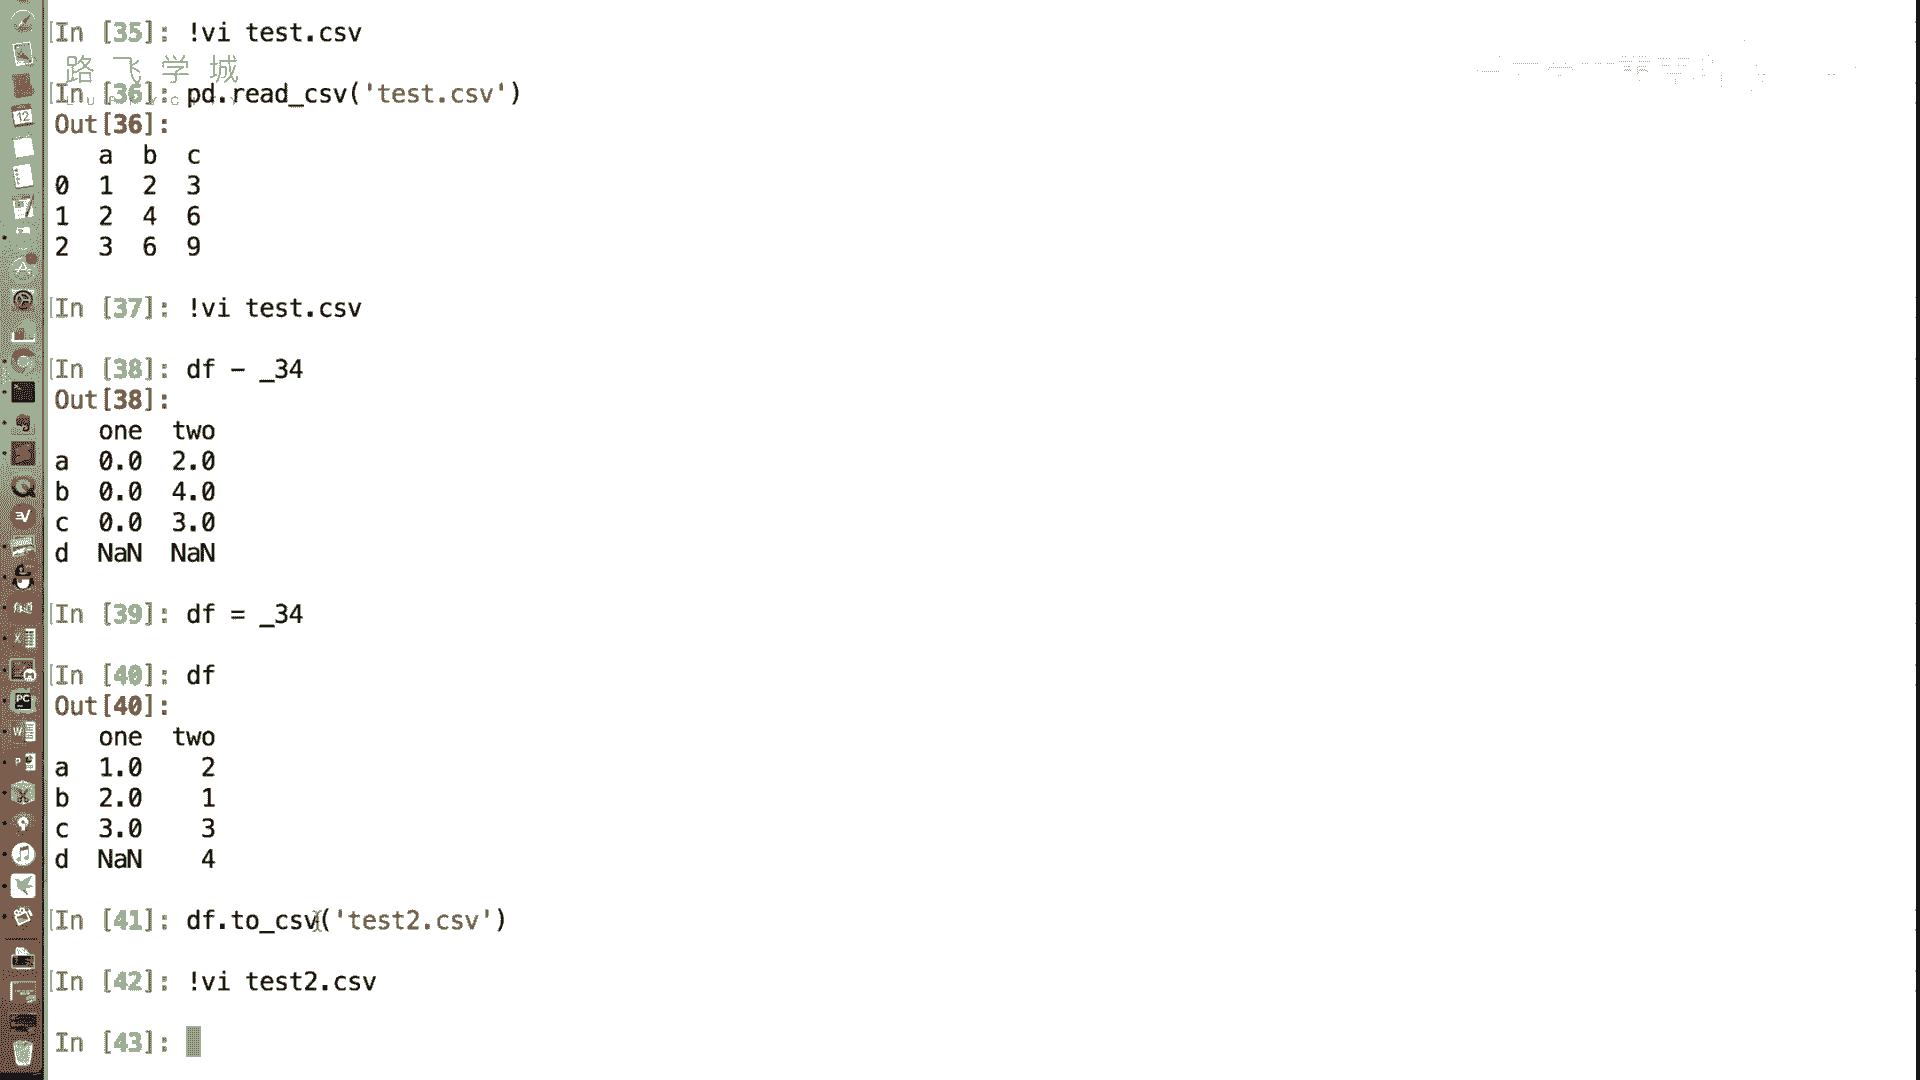 In [35]: !vi test.csv
路飞学城
In [36]: pd.read_csv('test.csv')
Out[36]:
   a  b  c
0  1  2  3
1  2  4  6
2  3  6  9
In [37]: !vi test.csv
In [38]: df - _34
Out[38]:
   one  two
a  0.0  2.0
b  0.0  4.0
c  0.0  3.0
d  NaN  NaN
In [39]: df = _34
In [40]: df
Out[40]:
   one  two
a  1.0    2
b  2.0    1
c  3.0    3
d  NaN    4
In [41]: df.to_csv('test2.csv')
In [42]: !vi test2.csv
In [43]: